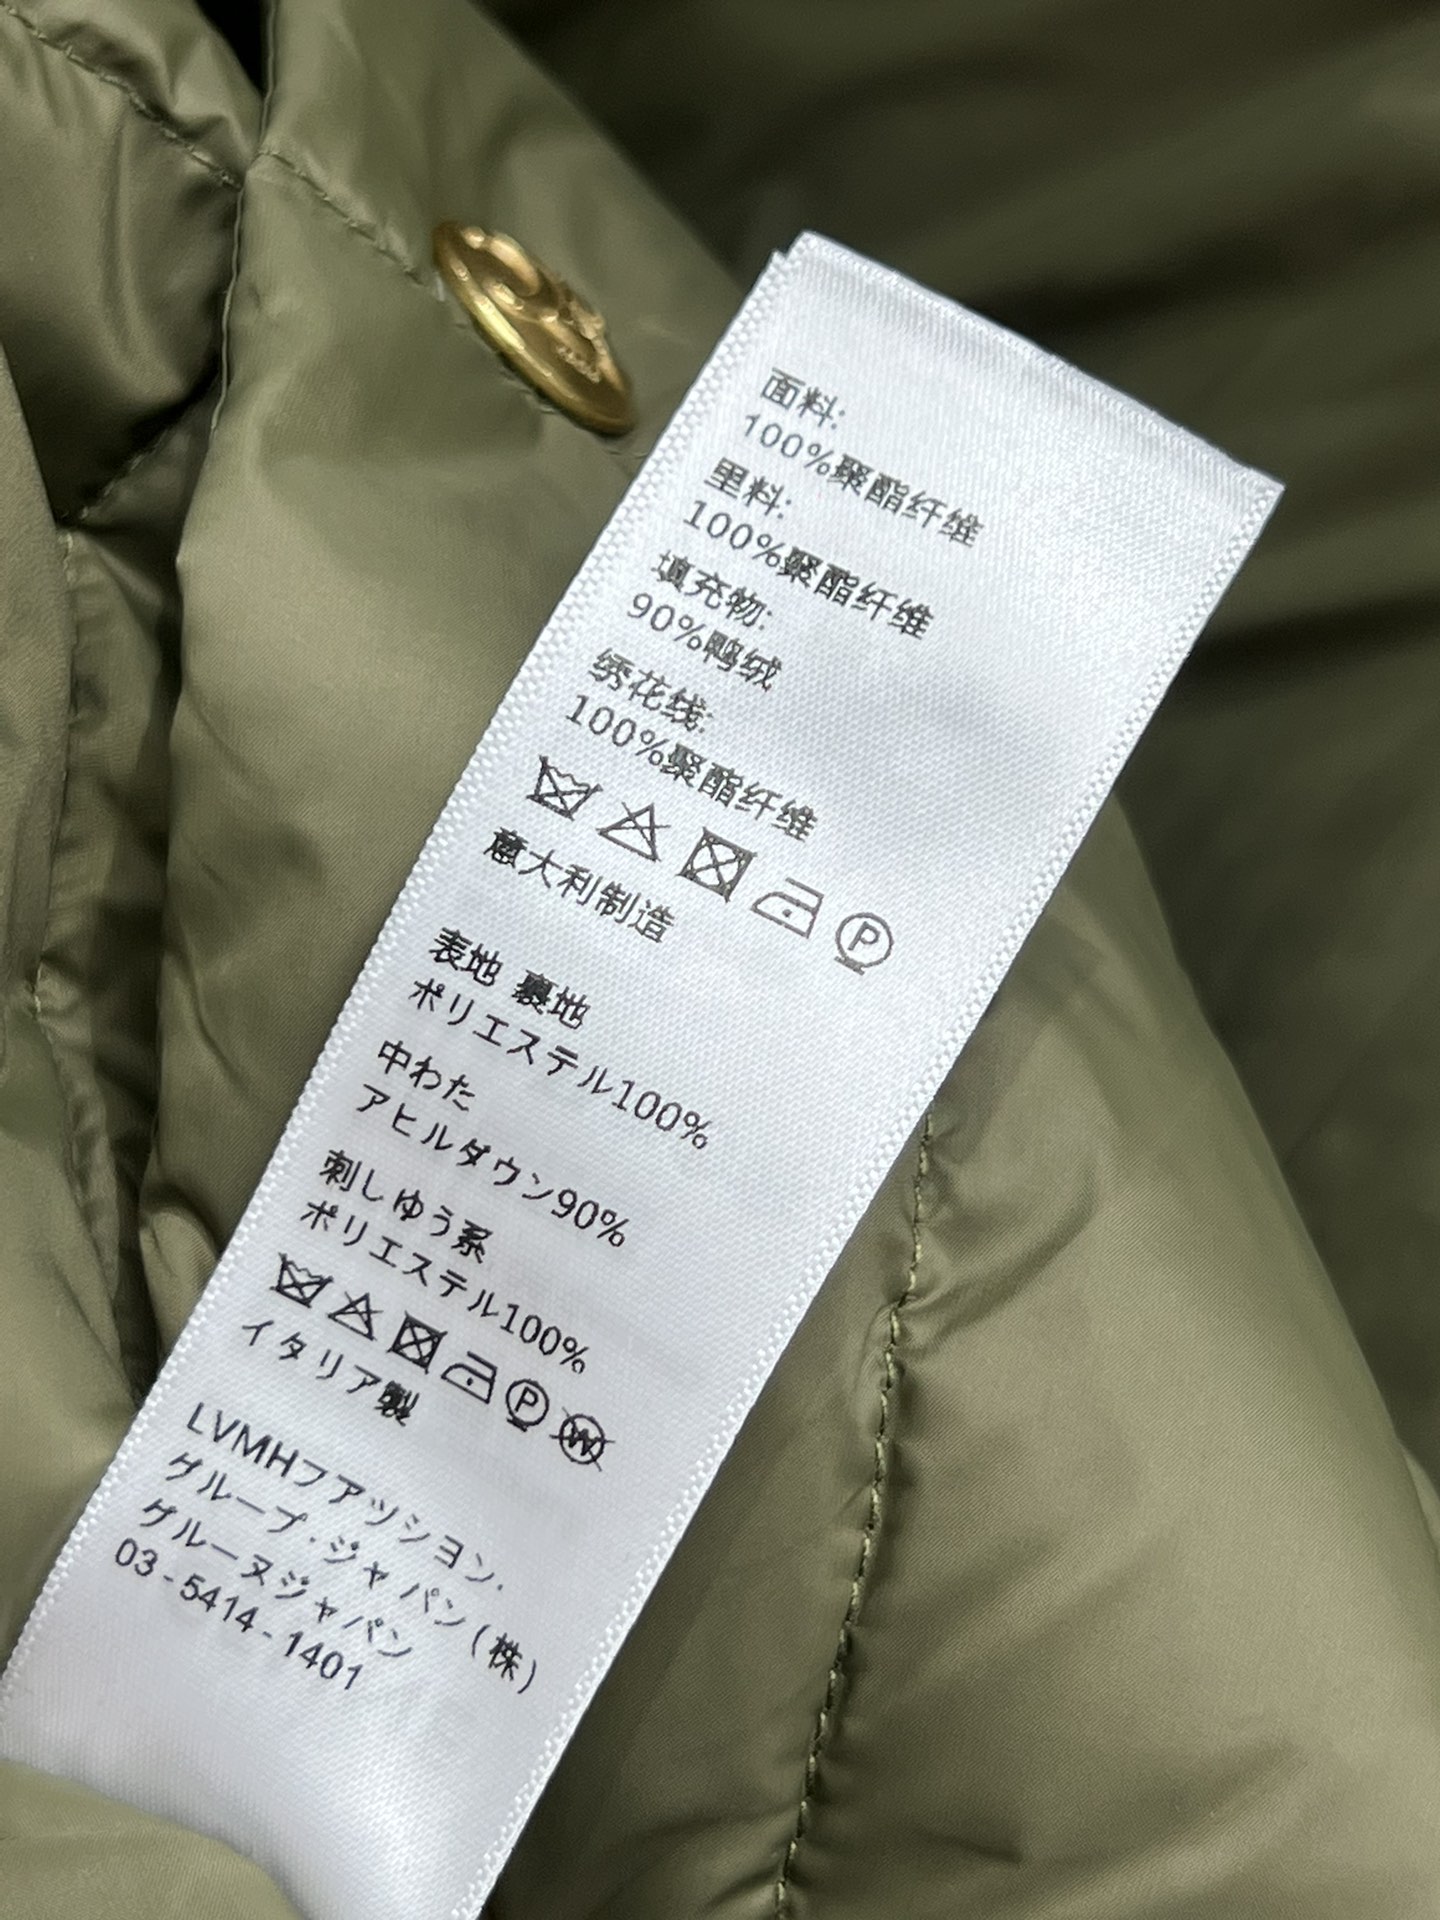 面料:
100%聚酯纤维
里料:
100%聚酯纤维
填充物:
90%鸭绒
绣花线:
100%聚酯纤维
P
意大利制造
表地 裏地
ポリエステル100%
中わた
アヒルダウン90%
刺しゆう系
ポリエステル100%
P W
イタリア製
LVMHファッション.
グループ.ジャパン(株)
ゲルーヌジャパン
03-5414-1401